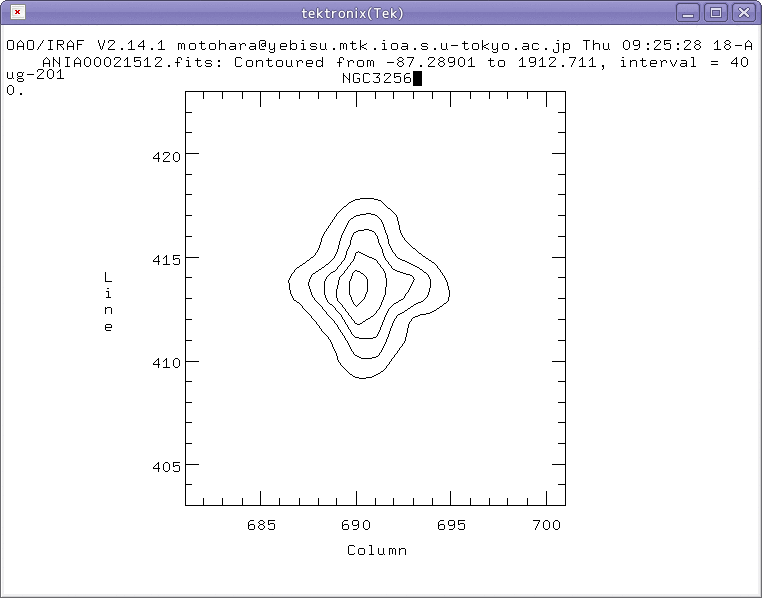 tektronix(Tek)
OAO/IRAF V2.14.1 motohara@yebisu.mtk.ioa.s.u-tokyo.ac.jp Thu 09:25:28 18-A
ANIA00021512.fits: Contoured from -87.28901 to 1912.711, interval = 40
ug-201
NGC3256
0.
420
415
410
405
Line
685 690 695 700
Column